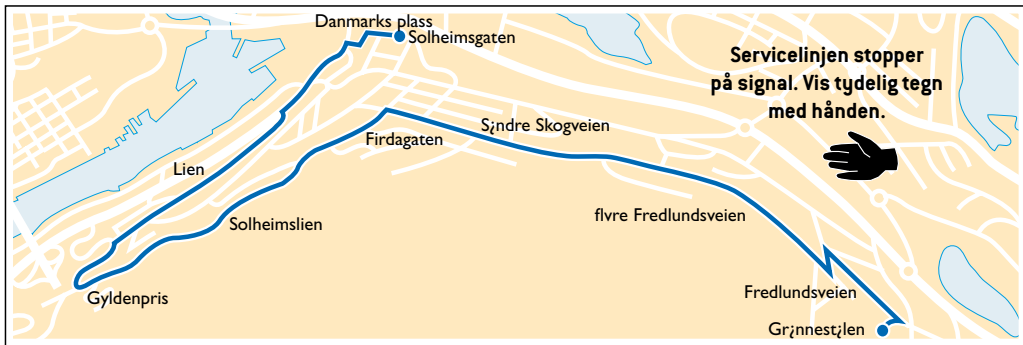 Danmarks plass
Solheimsgaten
Servicelinjen stopper
på signal. Vis tydelig tegn
med hånden.
S¿ndre Skogveien
Firdagaten
Lien
Solheimslien
flvre Fredlundsveien
Gyldenpris
Fredlundsveien
Gr¿nnest¿len